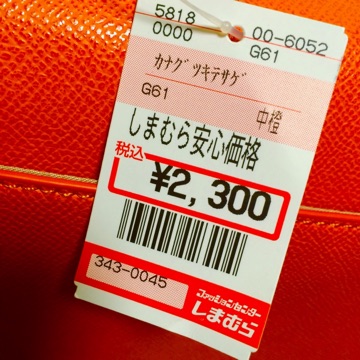 5818 00-6052
0000 G61
カナグ ツキテサゲ
G61 中橙
しまむら安心価格
税込
¥2,300
343-0045
ファッションセンター
しまむら